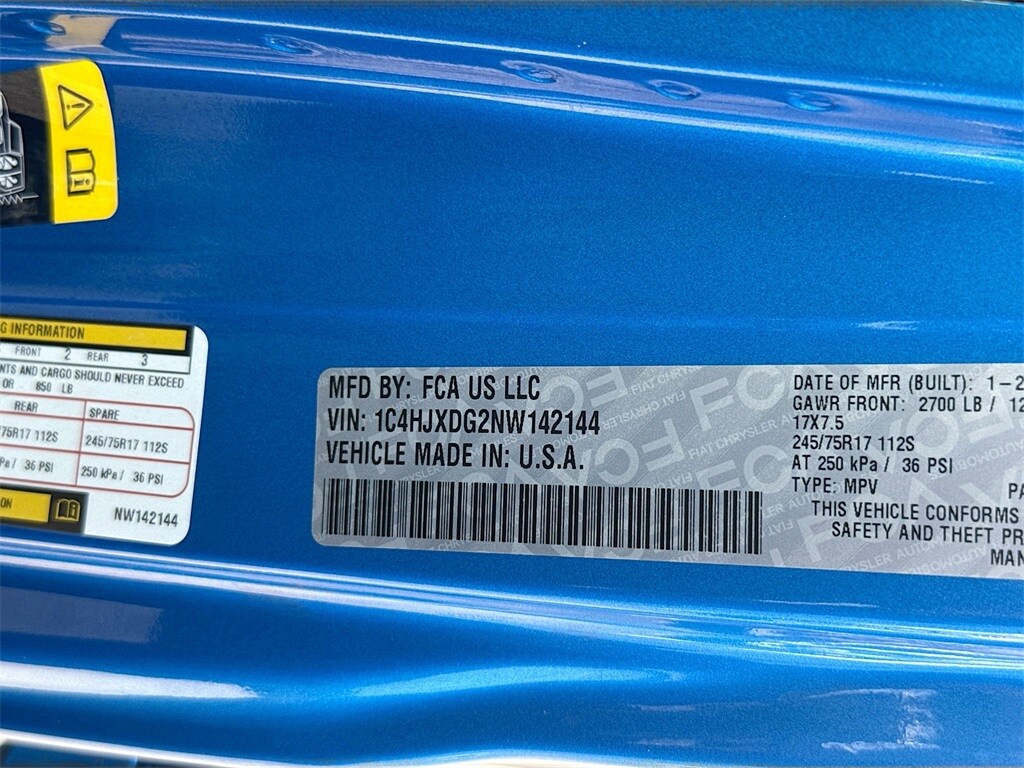 G INFORMATION
FRONT 2 REAR 3
NTS AND CARGO SHOULD NEVER EXCEED
OR 850 LB
REAR SPARE
75R17 112S 245/75R17 112S
Pa / 36 PSI 250 kPa / 36 PSI
ON
NW142144
MFD BY: FCA US LLC
VIN: 1C4HJXDG2NW142144
VEHICLE MADE IN: U.S.A.
DATE OF MFR (BUILT): 1-2
GAWR FRONT: 2700 LB / 12
17X7.5
245/75R17 112S
AT 250 kPa / 36 PSI
TYPE: MPV PA
THIS VEHICLE CONFORMS
SAFETY AND THEFT PR
MAN